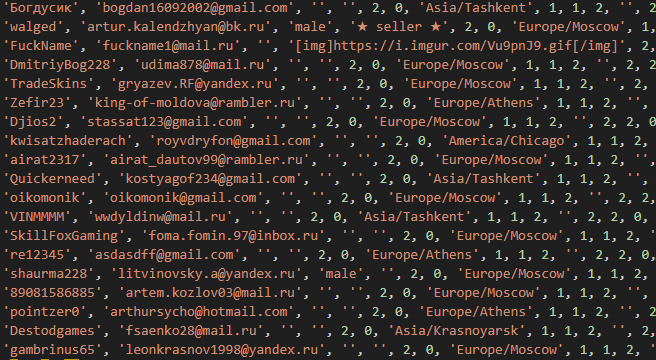 'Богдусик', 'bogdan16092002@gmail.com', '', '', 2, 0, 'Asia/Tashkent', 1, 1, 2, '', 2
'walged', 'artur.kalendzhyan@bk.ru', 'male', '★ seller ★', 2, 0, 'Europe/Moscow', 1
'FuckName', 'fuckname1@mail.ru', '', '[img]https://i.imgur.com/Vu9pnJ9.gif[/img]', 2,
'DmitriyBog228', 'udima878@mail.ru', '', '', 2, 0, 'Europe/Moscow', 1, 1, 2, '', 2, 2
'TradeSkins', 'gryazev.RF@yandex.ru', '', '', 2, 0, 'Europe/Moscow', 1, 1, 2, '',
'Zefir23', 'king-of-moldova@rambler.ru', '', '', 2, 0, 'Europe/Athens', 1, 1, 2, '',
'Djios2', 'stassat123@gmail.com', '', '', 2, 0, 'Europe/Moscow', 1, 1, 2, '', 2, 2, 0
'kwisatzhaderach', 'royvdryfon@gmail.com', '', '', 2, 0, 'America/Chicago', 1, 1, 2,
'airat2317', 'airat_dautov99@rambler.ru', '', '', 2, 0, 'Europe/Moscow', 1, 1, 2, '',
'Quickerneed', 'kostyagof234@gmail.com', '', '', 2, 0, 'Asia/Tashkent', 1, 1, 2, '',
'oikomonik', 'oikomonik@gmail.com', '', '', 2, 0, 'Europe/Moscow', 1, 1, 2, '', 2, 2,
'VINMMMM', 'wwdyldinw@mail.ru', '', '', 2, 0, 'Asia/Tashkent', 1, 1, 2, '', 2, 2, 0,
'SkillFoxGaming', 'foma.fomin.97@inbox.ru', '', '', 2, 0, 'Europe/Moscow', 1, 1, 2,
're12345', 'asdasdff@gmail.com', '', '', 2, 0, 'Europe/Athens', 1, 1, 2, '', 2, 2, 0
'shaurma228', 'litvinovsky.a@yandex.ru', 'male', '', 2, 0, 'Europe/Moscow', 1, 1, 2,
'89081586885', 'artem.kozlov03@mail.ru', '', '', 2, 0, 'Europe/Moscow', 1, 1, 2, '',
'pointzer0', 'arthursycho@hotmail.com', '', '', 2, 0, 'Europe/Athens', 1, 1, 2, '',
'Destodgames', 'fsaenko28@mail.ru', '', '', 2, 0, 'Asia/Krasnoyarsk', 1, 1, 2, '', 2
'gambrinus65', 'leonkrasnov1998@yandex.ru', '', '', 2, 0, 'Europe/Moscow', 1, 1, 2,